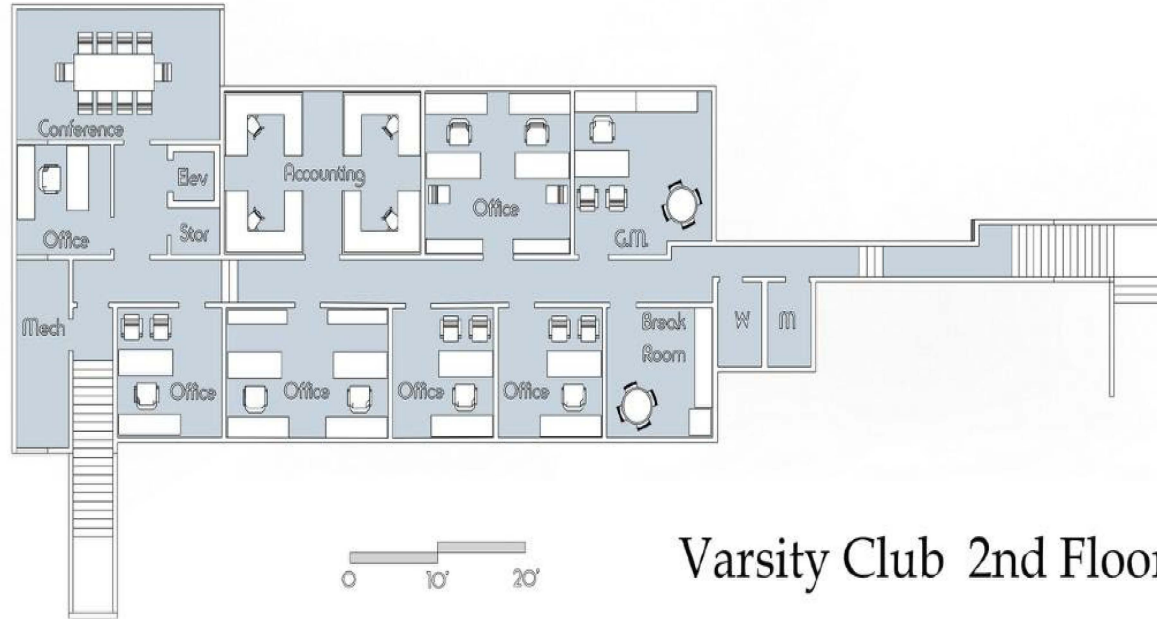 Conference
Elev
Accounting
Office
Office
Stor
G.M.
Mech
Break
Room
W
M
Office
Office
Office
Office
0
10'
20'
Varsity Club 2nd Floor